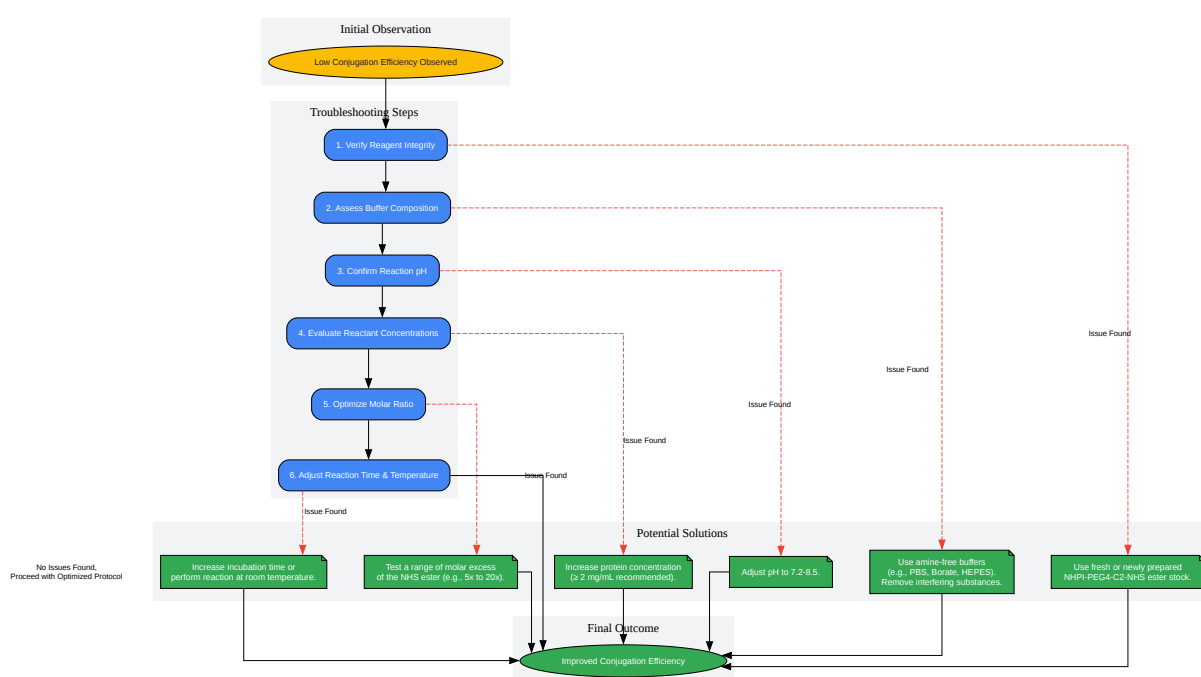 Initial Observation
Low Conjugation Efficiency Observed
Troubleshooting Steps
1. Verify Reagent Integrity
2. Assess Buffer Composition
3. Confirm Reaction pH
4. Evaluate Reactant Concentrations
Issue Found
Issue Found
5. Optimize Molar Ratio
Issue Found
Issue Found
6. Adjust Reaction Time & Temperature
Issue Found
Issue Found
Potential Solutions
No Issues Found,
Proceed with Optimized Protocol
Increase incubation time or
perform reaction at room temperature.
Test a range of molar excess
of the NHS ester (e.g., 5x to 20x).
Increase protein concentration
(≥ 2 mg/mL recommended).
Adjust pH to 7.2-8.5.
Use amine-free buffers
(e.g., PBS, Borate, HEPES).
Remove interfering substances.
Use fresh or newly prepared
NHPI-PEG4-C2-NHS ester stock.
Final Outcome
Improved Conjugation Efficiency